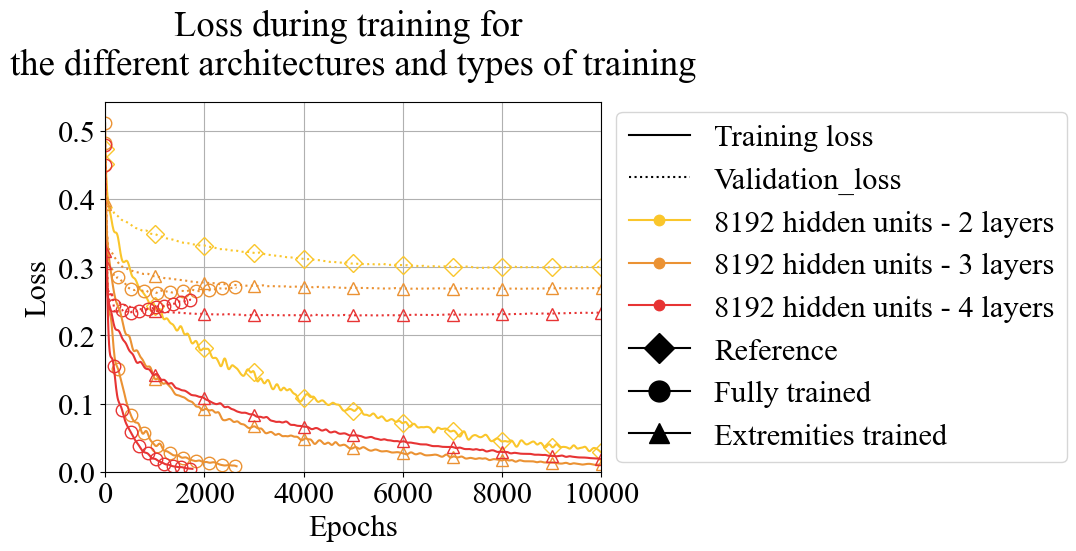 Loss during training for
the different architectures and types of training
0.5
0.4
0.3
0.2
0.1
0.0
Loss
0 2000 4000 6000 8000 10000
Epochs
Training loss
Validation_loss
8192 hidden units - 2 layers
8192 hidden units - 3 layers
8192 hidden units - 4 layers
Reference
Fully trained
Extremities trained